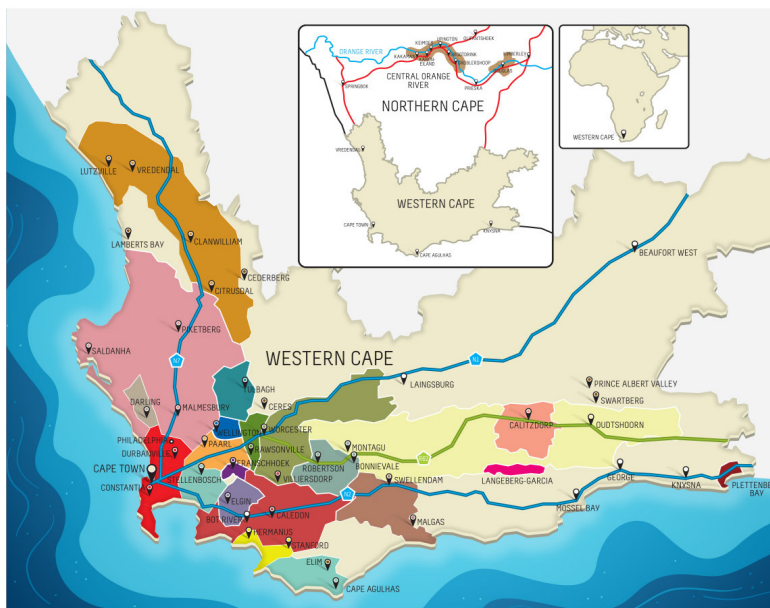 ORANGE RIVER
SPRINGBOK
PRIESKA
CENTRAL ORANGE
RIVER
NORTHERN CAPE
VREDENDAL
WESTERN CAPE
CAPE TOWN
KNYSNA
CAPE AGULHAS
WESTERN CAPE
LUTZVILLE
VREDENDAL
LAMBERTS BAY
CLANWILLIAM
CEDERBERG
CITRUSDAL
BEAUFORT WEST
PIKETBERG
SALDANHA
N7
WESTERN CAPE
N1
LAINGSBURG
TULBAGH
CERES
PRINCE ALBERT VALLEY
SWARTBERG
DARLING
MALMESBURY
CALITZDORP
OUDTSHOORN
WELLINGTON
WORCESTER
PHILADELPHIA
DURBANVILLE
PAARL
RAWSONVILLE
MONTAGU
CAPE TOWN
FRANSCHHOEK
ROBERTSON
BONNIEVALE
CONSTANTIA
STELLENBOSCH
VILLIERSDORP
SWELLENDAM
LANGEBERG-GARCIA
GEORGE
KNYSNA
PLETTENBERG
BAY
ELGIN
N2
MOSSEL BAY
BOT RIVER
CALEDON
MALGAS
HERMANUS
STANFORD
ELIM
CAPE AGULHAS